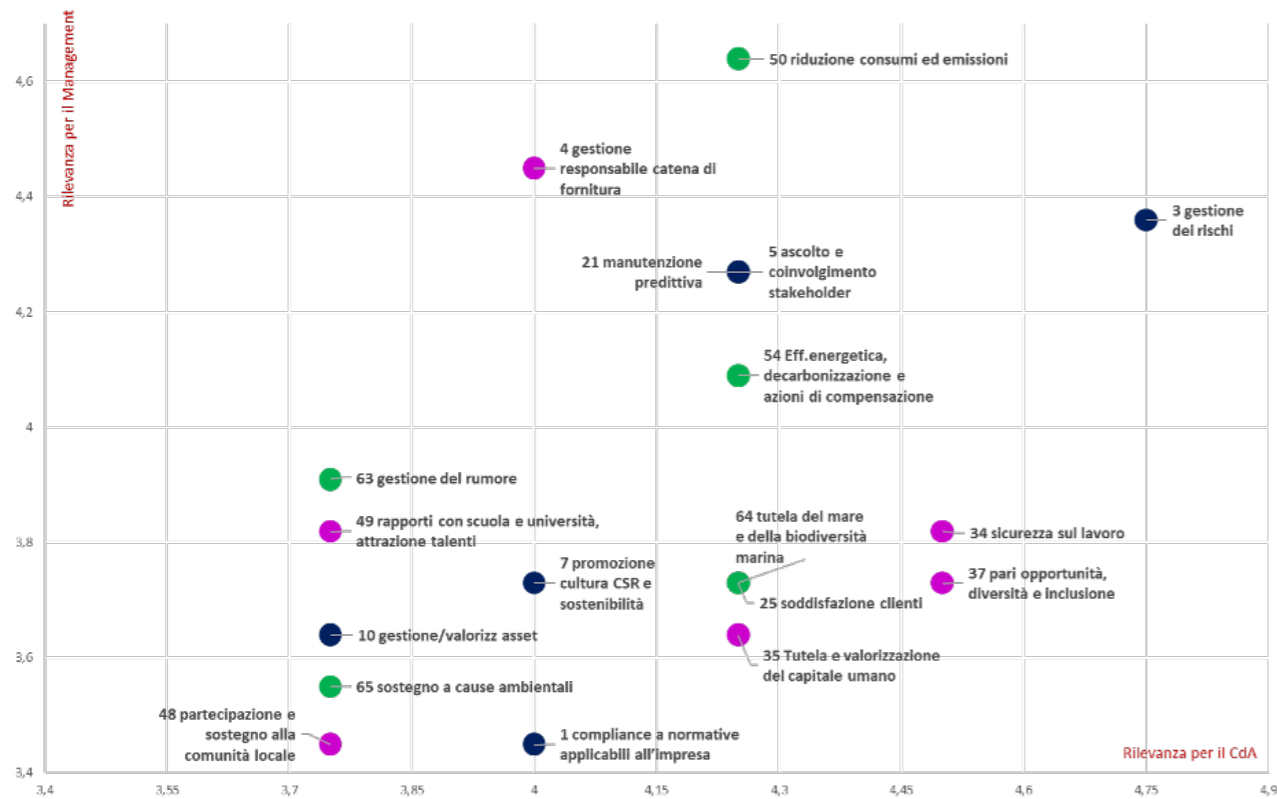 Rilevanza per il Management
4,6
4,4
4,2
4
3,8
3,6
3,4
50 riduzione consumi ed emissioni
4 gestione
responsabile catena di
fornitura
3 gestione
dei rischi
21 manutenzione
predittiva
5 ascolto e
coinvolgimento
stakeholder
54 Eff.energetica,
decarbonizzazione e
azioni di compensazione
63 gestione del rumore
49 rapporti con scuola e università,
attrazione talenti
64 tutela del mare
e della biodiversità
marina
34 sicurezza sul lavoro
7 promozione
cultura CSR e
sostenibilità
37 pari opportunità,
diversità e inclusione
25 soddisfazione clienti
10 gestione/valorizz asset
35 Tutela e valorizzazione
del capitale umano
65 sostegno a cause ambientali
48 partecipazione e
sostegno alla
comunità locale
1 compliance a normative
applicabili all'impresa
Rilevanza per il CdA
3,4
3,55
3,7
3,85
4
4,15
4,3
4,45
4,6
4,75
4,9